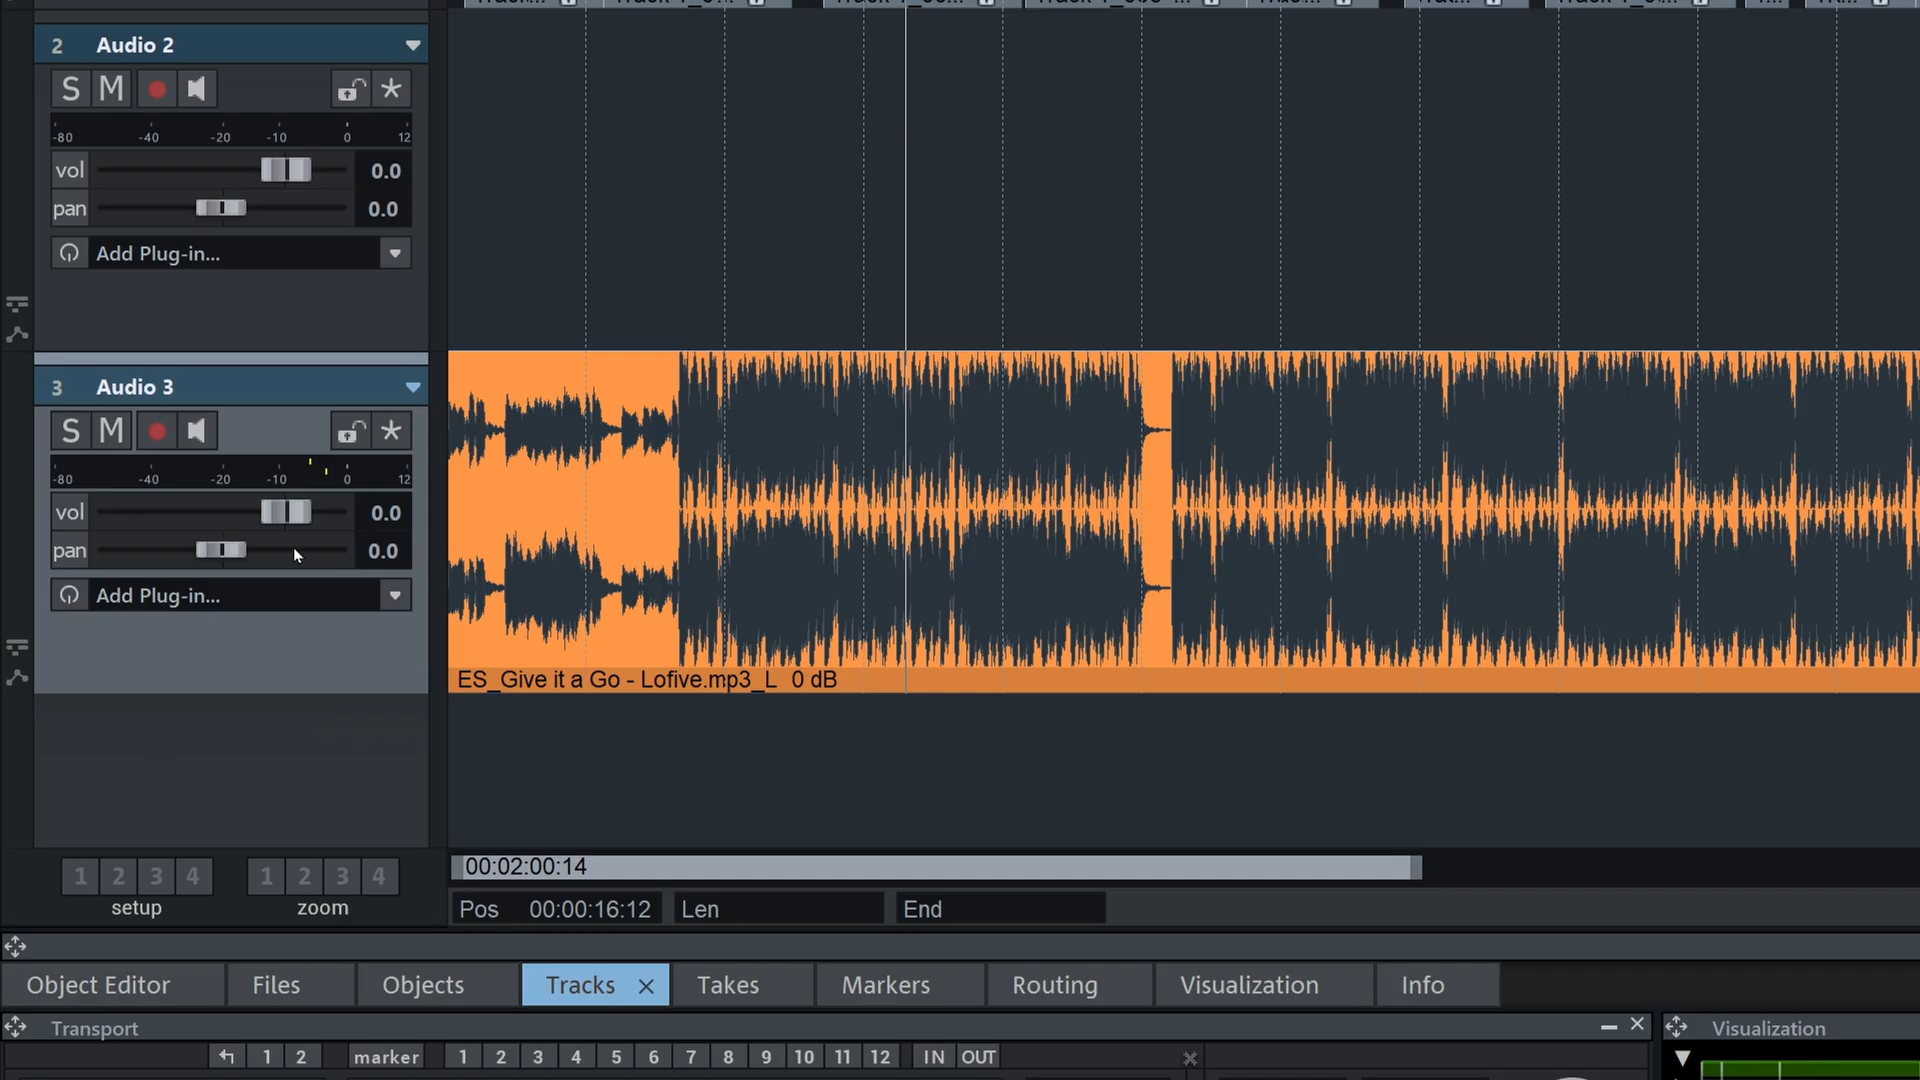 2 Audio 2
S M
-80 -40 -20 -10 0 12
vol 0.0
pan 0.0
Add Plug-in...
3 Audio 3
S M
-80 -40 -20 -10 0 12
vol 0.0
pan 0.0
Add Plug-in...
ES_Give it a Go - Lofive.mp3_L 0 dB
1 2 3 4 1 2 3 4
setup zoom
00:02:00:14
Pos 00:00:16:12 Len End
Object Editor Files Objects Tracks Takes Markers Routing Visualization Info
Transport Visualization
1 2 marker 1 2 3 4 5 6 7 8 9 10 11 12 IN OUT